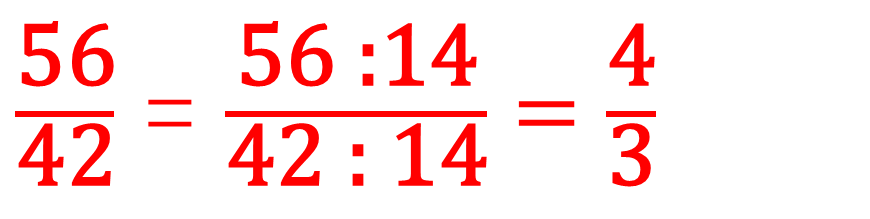 56/42 = 56 :14/42 : 14 = 4/3